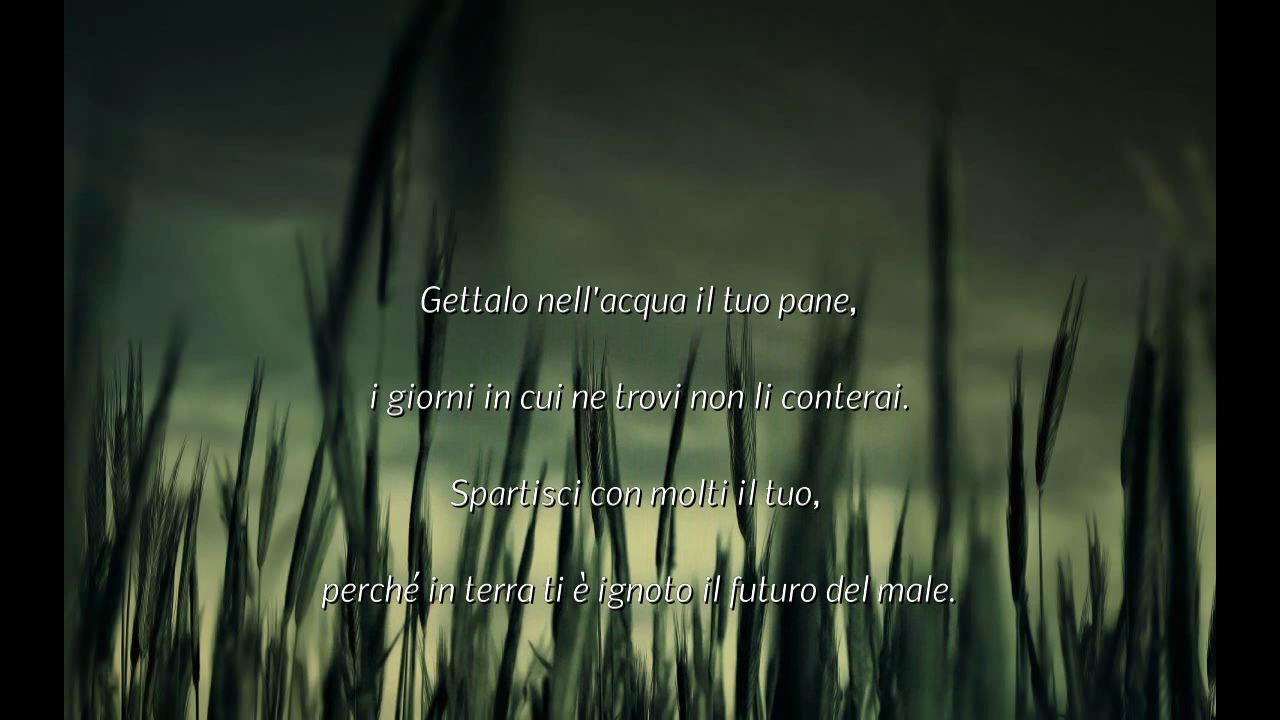 Gettalo nell'acqua il tuo pane,
i giorni in cui ne trovi non li conterai.
Spartisci con molti il tuo,
perché in terra ti è ignoto il futuro del male.